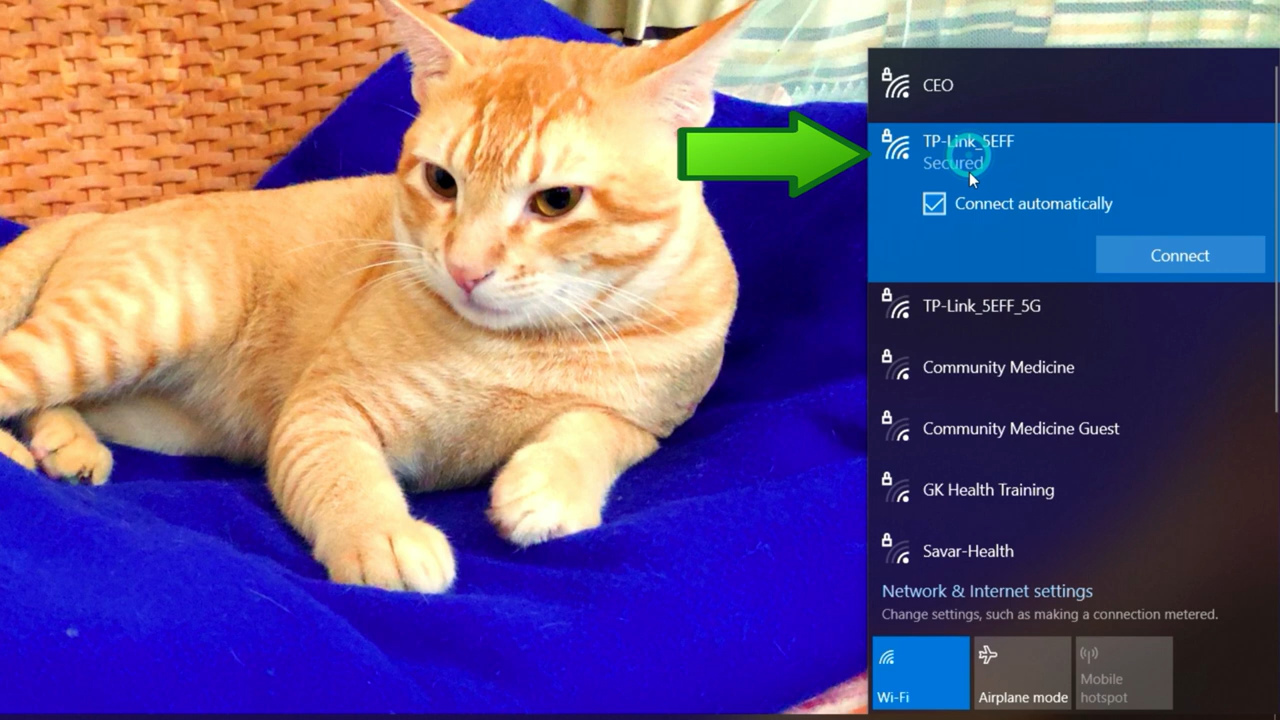 CEO
TP-Link_5EFF
Secured
Connect automatically
Connect
TP-Link_5EFF_5G
Community Medicine
Community Medicine Guest
GK Health Training
Savar-Health
Network & Internet settings
Change settings, such as making a connection metered.
Wi-Fi
Airplane mode
Mobile
hotspot